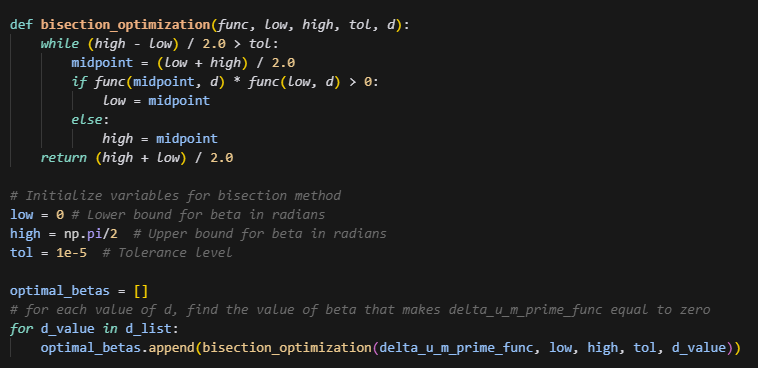 def bisection_optimization(func, low, high, tol, d):
    while (high - low) / 2.0 > tol:
        midpoint = (low + high) / 2.0
        if func(midpoint, d) * func(low, d) > 0:
            low = midpoint
        else:
            high = midpoint
    return (high + low) / 2.0

# Initialize variables for bisection method
low = 0 # Lower bound for beta in radians
high = np.pi/2  # Upper bound for beta in radians
tol = 1e-5  # Tolerance level

optimal_betas = []
# for each value of d, find the value of beta that makes delta_u_m_prime_func equal to zero
for d_value in d_list:
    optimal_betas.append(bisection_optimization(delta_u_m_prime_func, low, high, tol, d_value))